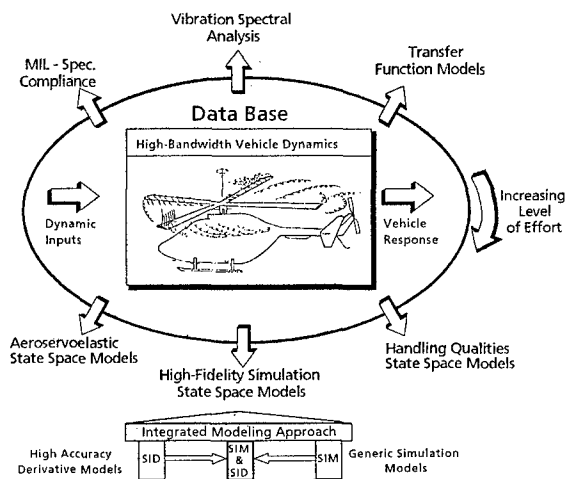 Vibration Spectral
Analysis
MIL - Spec.
Compliance
Transfer
Function Models
Data Base
High-Bandwidth Vehicle Dynamics
Dynamic
Inputs
Vehicle
Response
Increasing
Level
of Effort
Aeroservoelastic
State Space Models
High-Fidelity Simulation
State Space Models
Handling Qualities
State Space Models
Integrated Modeling Approach
High Accuracy
Derivative Models
SID
SIM
&
SID
SIM
Generic Simulation
Models